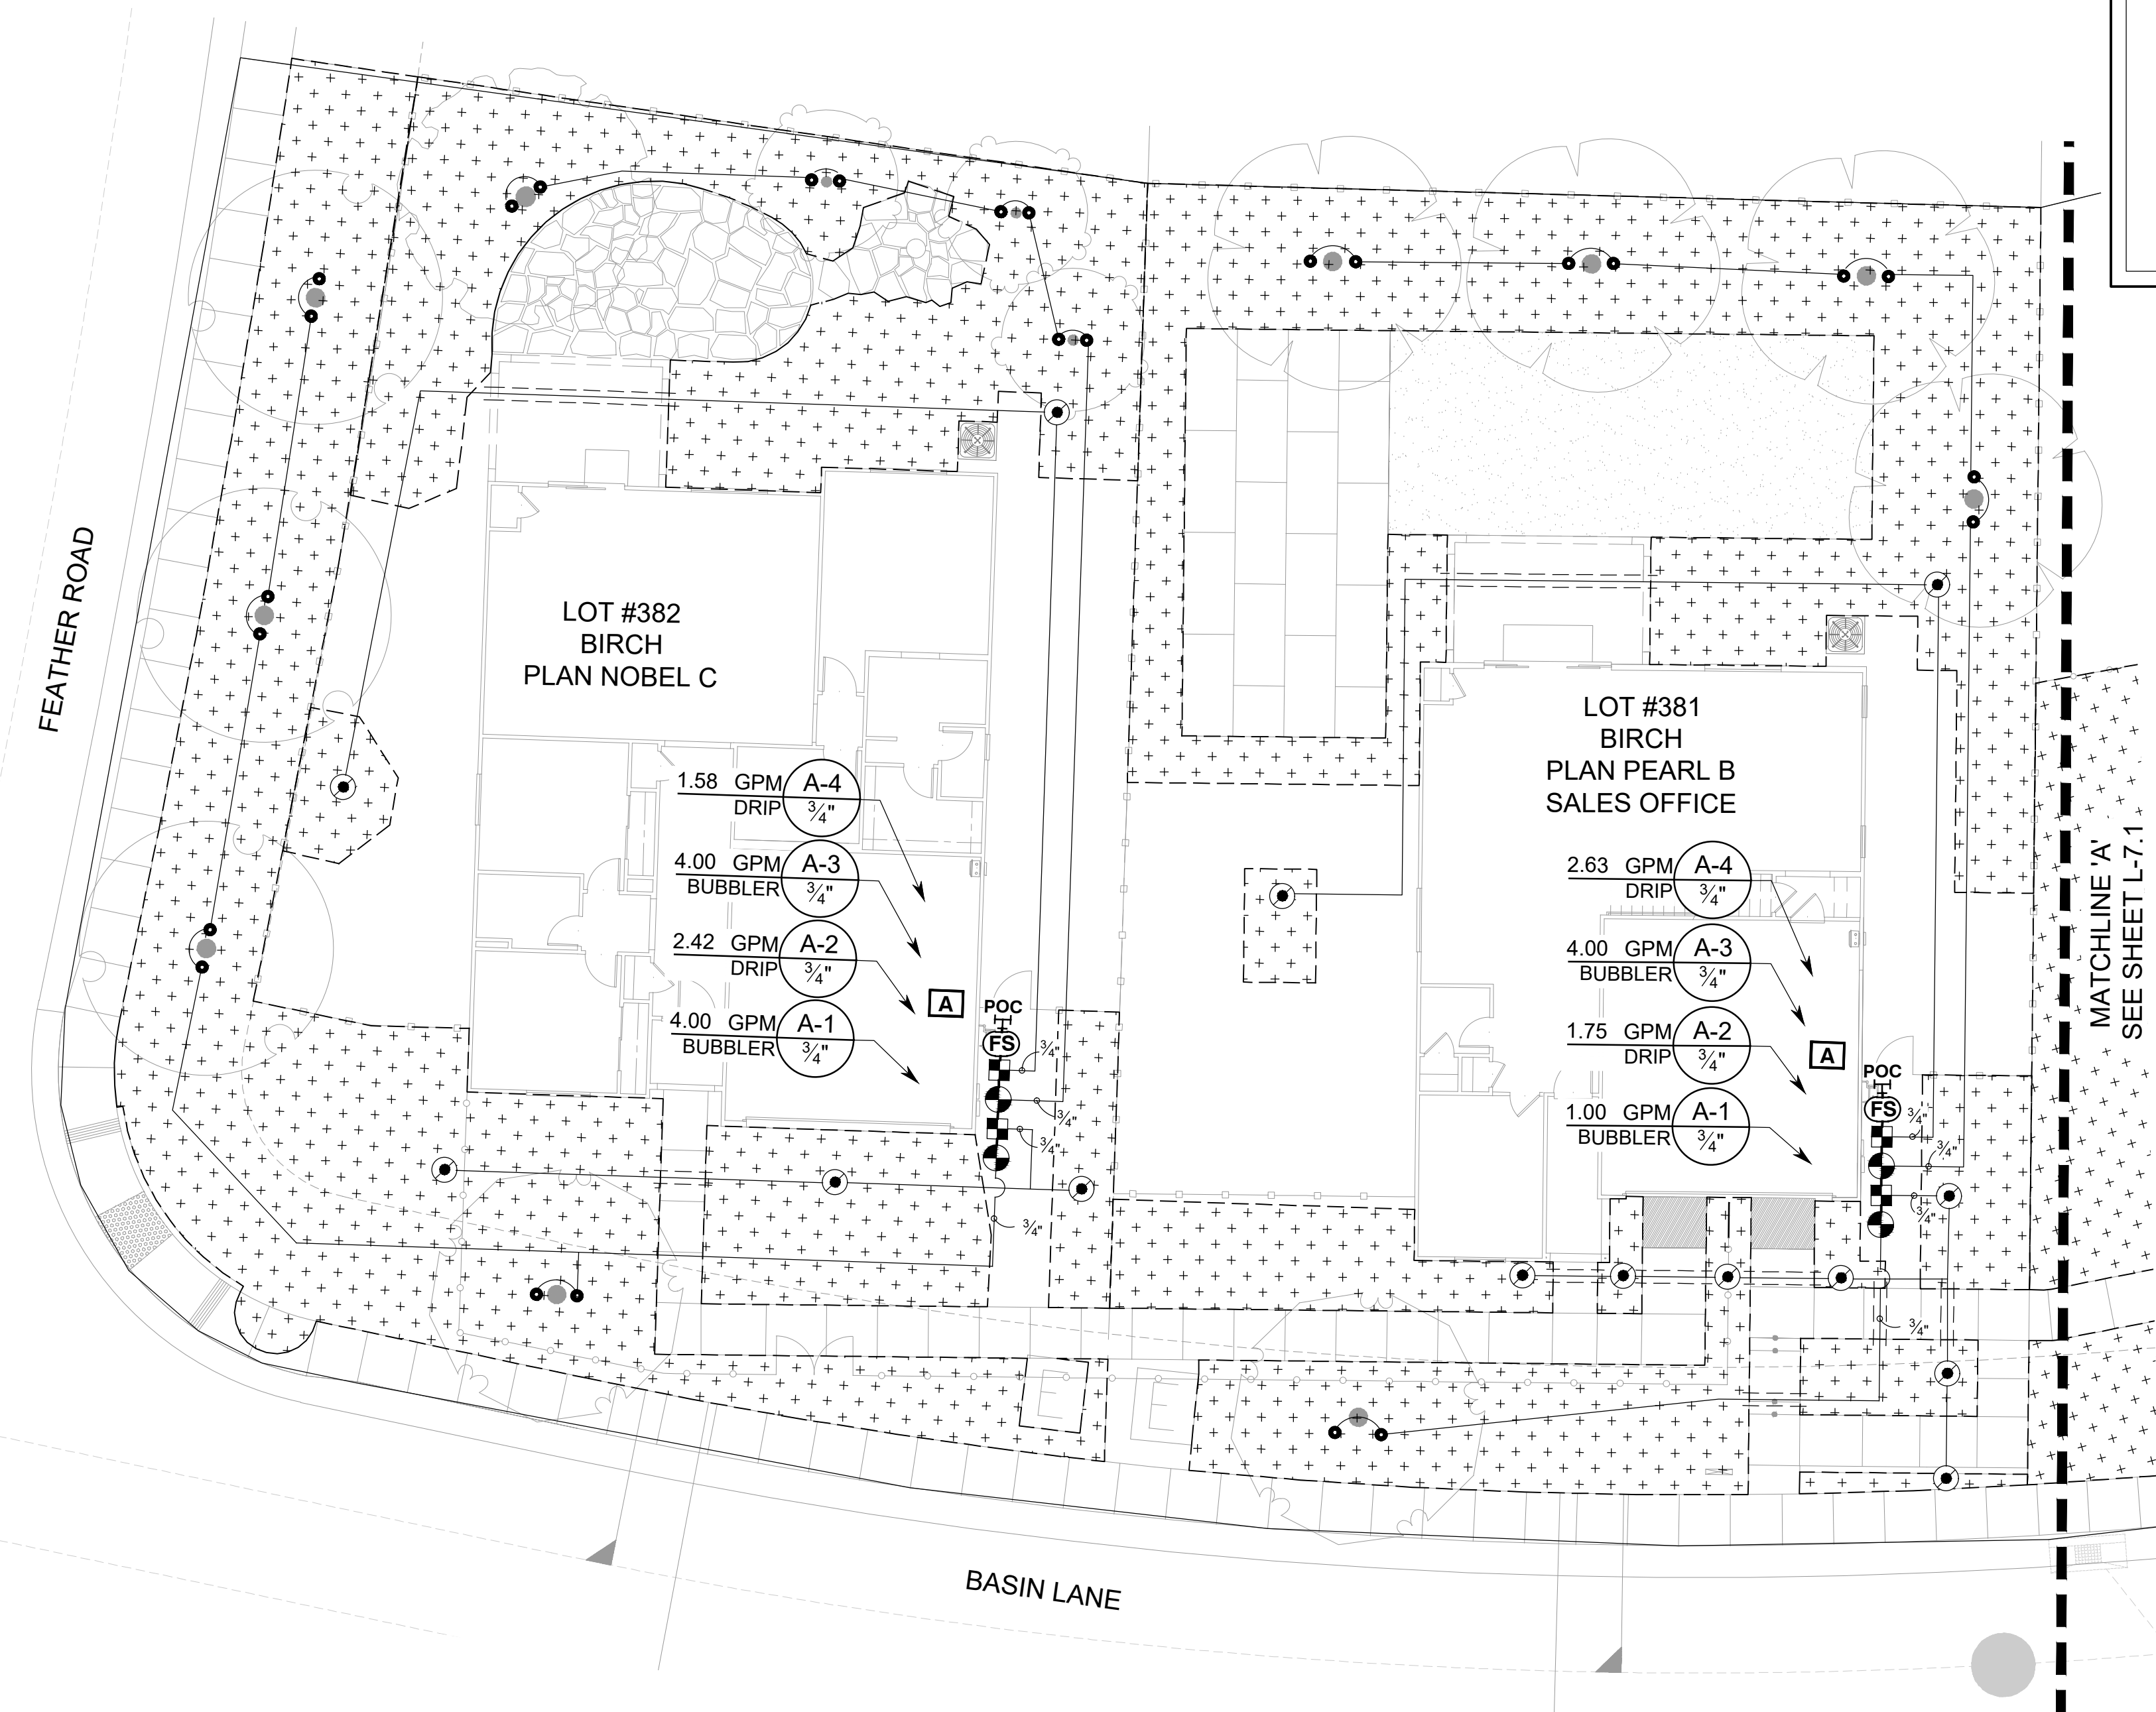 FEATHER ROAD
LOT #382
BIRCH
PLAN NOBEL C
1.58 GPM
DRIP
A-4
3/4"
4.00 GPM
BUBBLER
A-3
3/4"
2.42 GPM
DRIP
A-2
3/4"
4.00 GPM
BUBBLER
A-1
3/4"
A
POC
FS
3/4"
3/4"
3/4"
3/4"
LOT #381
BIRCH
PLAN PEARL B
SALES OFFICE
2.63 GPM
DRIP
A-4
3/4"
4.00 GPM
BUBBLER
A-3
3/4"
1.75 GPM
DRIP
A-2
3/4"
1.00 GPM
BUBBLER
A-1
3/4"
A
POC
FS
3/4"
3/4"
3/4"
3/4"
MATCHLINE 'A'
SEE SHEET L-7.1
BASIN LANE